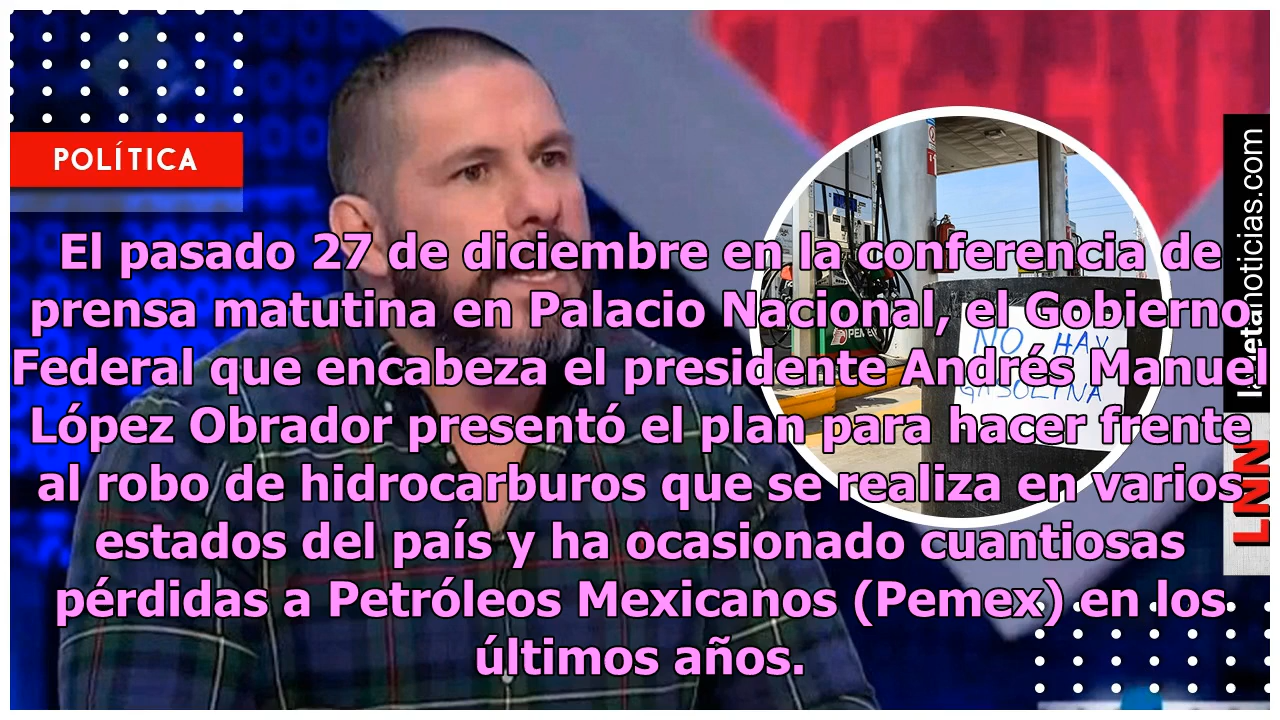 POLÍTICA
El pasado 27 de diciembre en la conferencia de
prensa matutina en Palacio Nacional, el Gobierno
Federal que encabeza el presidente Andrés Manuel
López Obrador presentó el plan para hacer frente
al robo de hidrocarburos que se realiza en varios
estados del país y ha ocasionado cuantiosas
pérdidas a Petróleos Mexicanos (Pemex) en los
últimos años.
NO HAY
GASOLINA
PEMEX
LNN